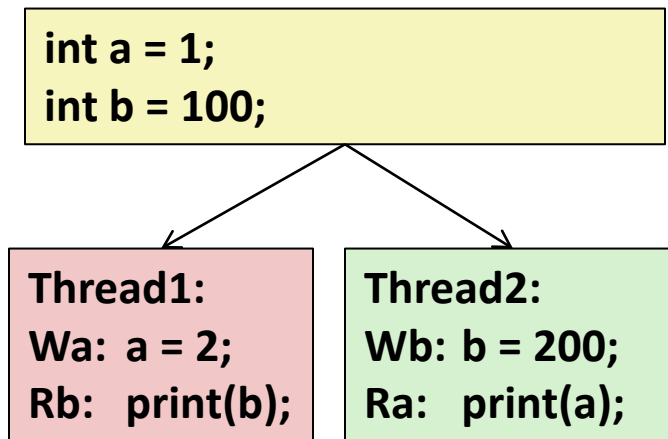 int a = 1;
int b = 100;
Thread1:
Wa: a = 2;
Rb: print(b);
Thread2:
Wb: b = 200;
Ra: print(a);